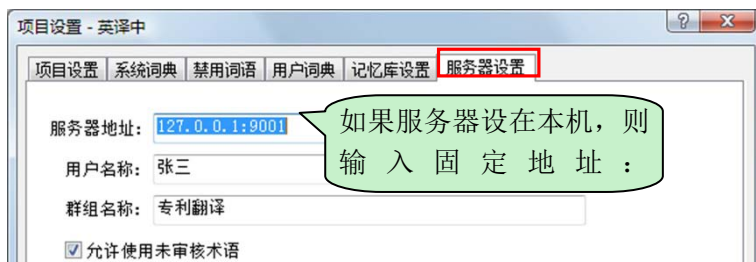 项目设置 - 英译中
项目设置 系统词典 禁用词语 用户词典 记忆库设置 服务器设置
服务器地址: 127.0.0.1:9001
如果服务器设在本机，则
输入固定地址：
用户名称: 张三
群组名称: 专利翻译
允许使用未审核术语